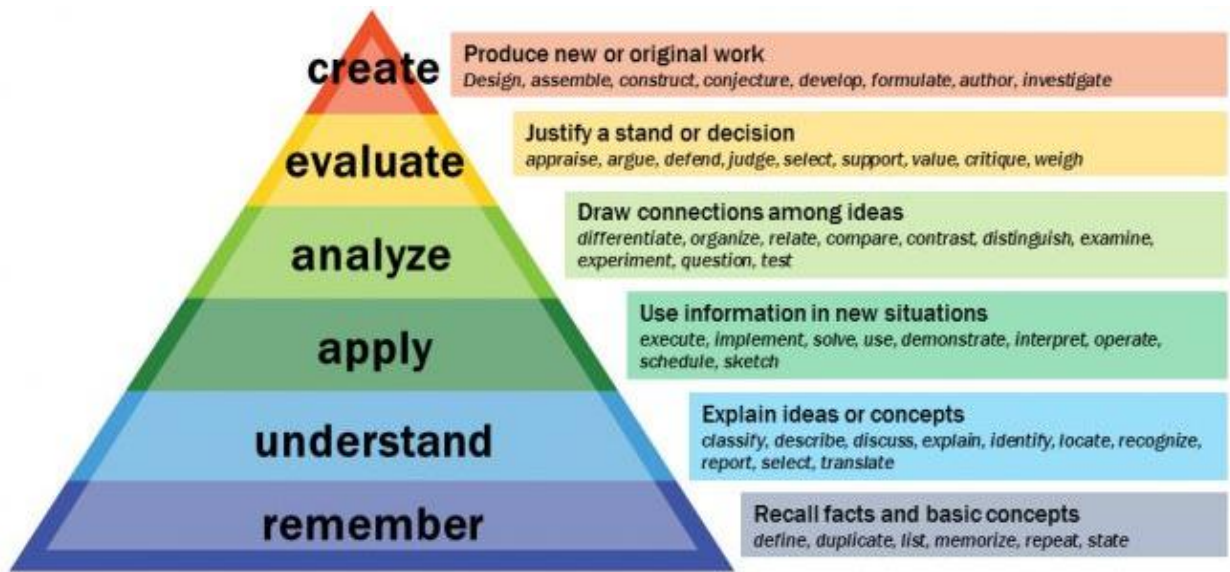 create
Produce new or original work
Design, assemble, construct, conjecture, develop, formulate, author, investigate
evaluate
Justify a stand or decision
appraise, argue, defend, judge, select, support, value, critique, weigh
analyze
Draw connections among ideas
differentiate, organize, relate, compare, contrast, distinguish, examine,
experiment, question, test
apply
Use information in new situations
execute, implement, solve, use, demonstrate, interpret, operate,
schedule, sketch
understand
Explain ideas or concepts
classify, describe, discuss, explain, identify, locate, recognize,
report, select, translate
remember
Recall facts and basic concepts
define, duplicate, list, memorize, repeat, state